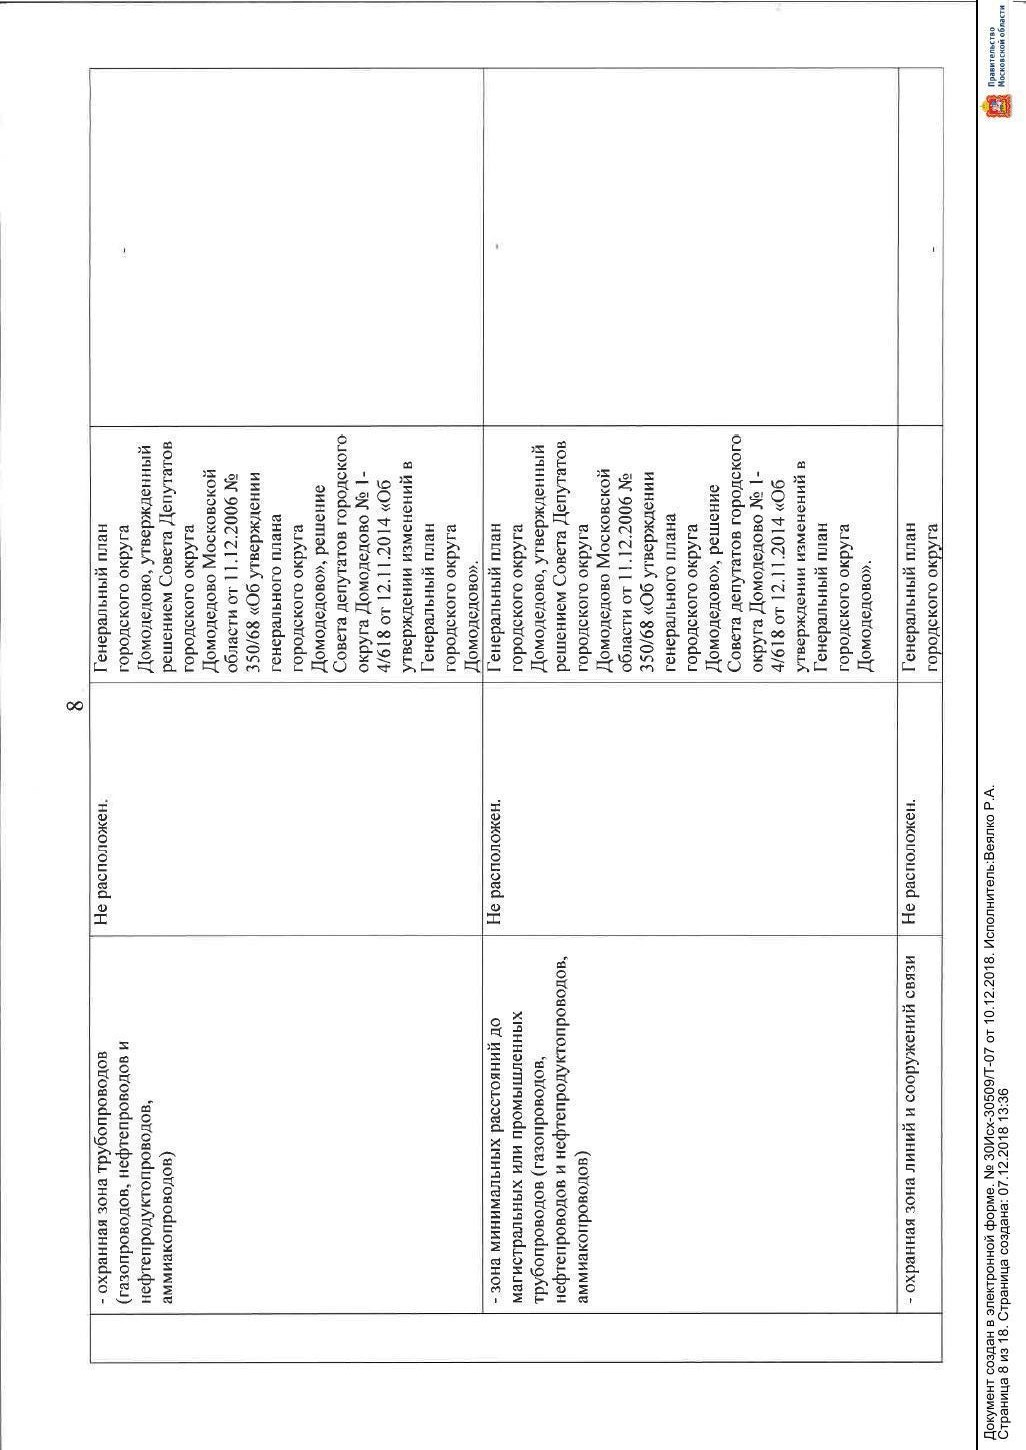 8
- охранная зона трубопроводов
(газопроводов, нефтепроводов и
нефтепродуктопроводов,
аммиакопроводов)
Не расположен.
Генеральный план
городского округа
Домодедово, утвержденный
решением Совета Депутатов
городского округа
Домодедово Московской
области от 11.12.2006 №
350/68 «Об утверждении
генерального плана
городского округа
Домодедово», решение
Совета депутатов городского
округа Домодедово № 1-
4/618 от 12.11.2014 «Об
утверждении изменений в
Генеральный план
городского округа
Домодедово».
-
- зона минимальных расстояний до
магистральных или промышленных
трубопроводов (газопроводов,
нефтепроводов и нефтепродуктопроводов,
аммиакопроводов)
Не расположен.
Генеральный план
городского округа
Домодедово, утвержденный
решением Совета Депутатов
городского округа
Домодедово Московской
области от 11.12.2006 №
350/68 «Об утверждении
генерального плана
городского округа
Домодедово», решение
Совета депутатов городского
округа Домодедово № 1-
4/618 от 12.11.2014 «Об
утверждении изменений в
Генеральный план
городского округа
Домодедово».
-
- охранная зона линий и сооружений связи
Не расположен.
Генеральный план
городского округа
-
Документ создан в электронной форме. № 30Исх-30509/Т-07 от 10.12.2018. Исполнитель:Веялко Р.А.
Страница 8 из 18. Страница создана: 07.12.2018 13:36
Правительство
Московской области